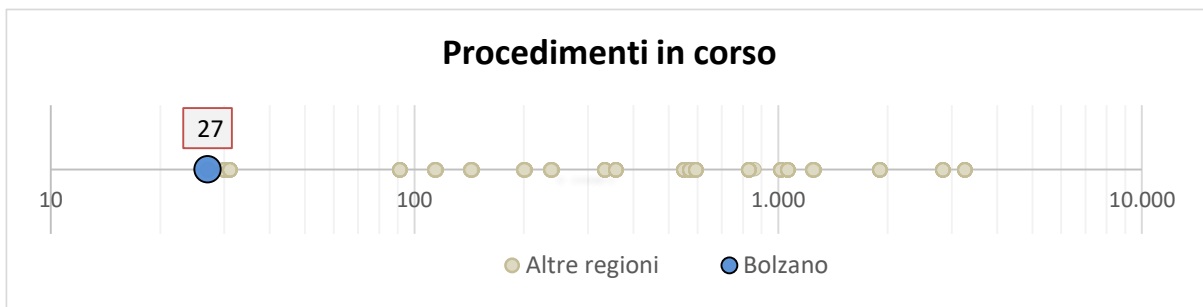 Procedimenti in corso
27
10 100 1.000 10.000
Altre regioni Bolzano